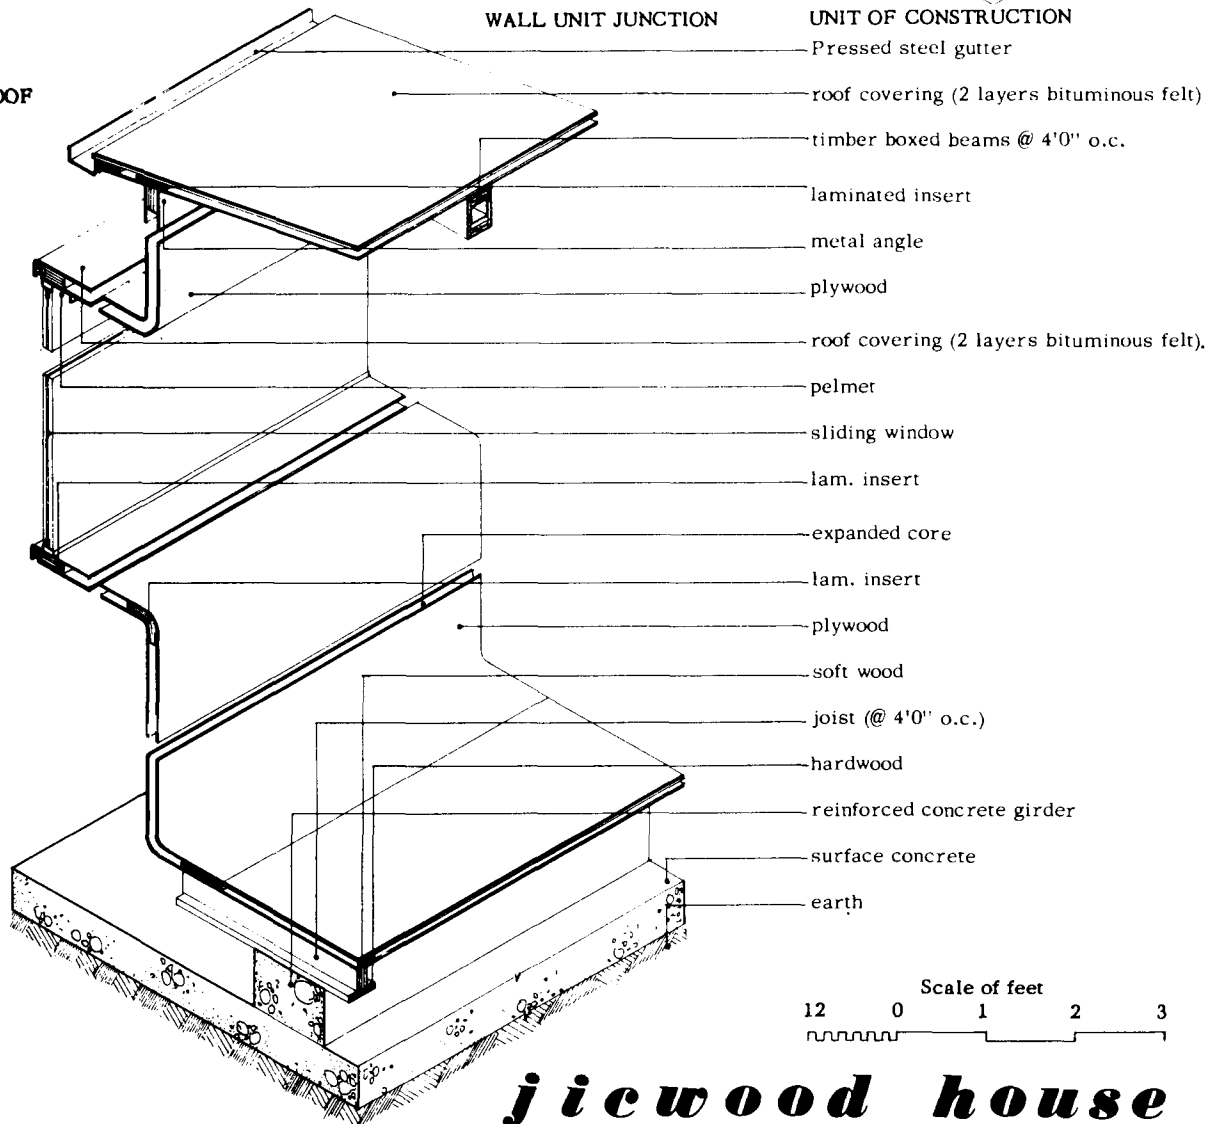 WALL UNIT JUNCTION
UNIT OF CONSTRUCTION
OOF
Pressed steel gutter
roof covering (2 layers bituminous felt)
timber boxed beams @ 4'0" o.c.
laminated insert
metal angle
plywood
roof covering (2 layers bituminous felt).
pelmet
sliding window
lam. insert
expanded core
lam. insert
plywood
soft wood
joist (@ 4'0" o.c.)
hardwood
reinforced concrete girder
surface concrete
earth
Scale of feet
12 0 1 2 3
jicwood house